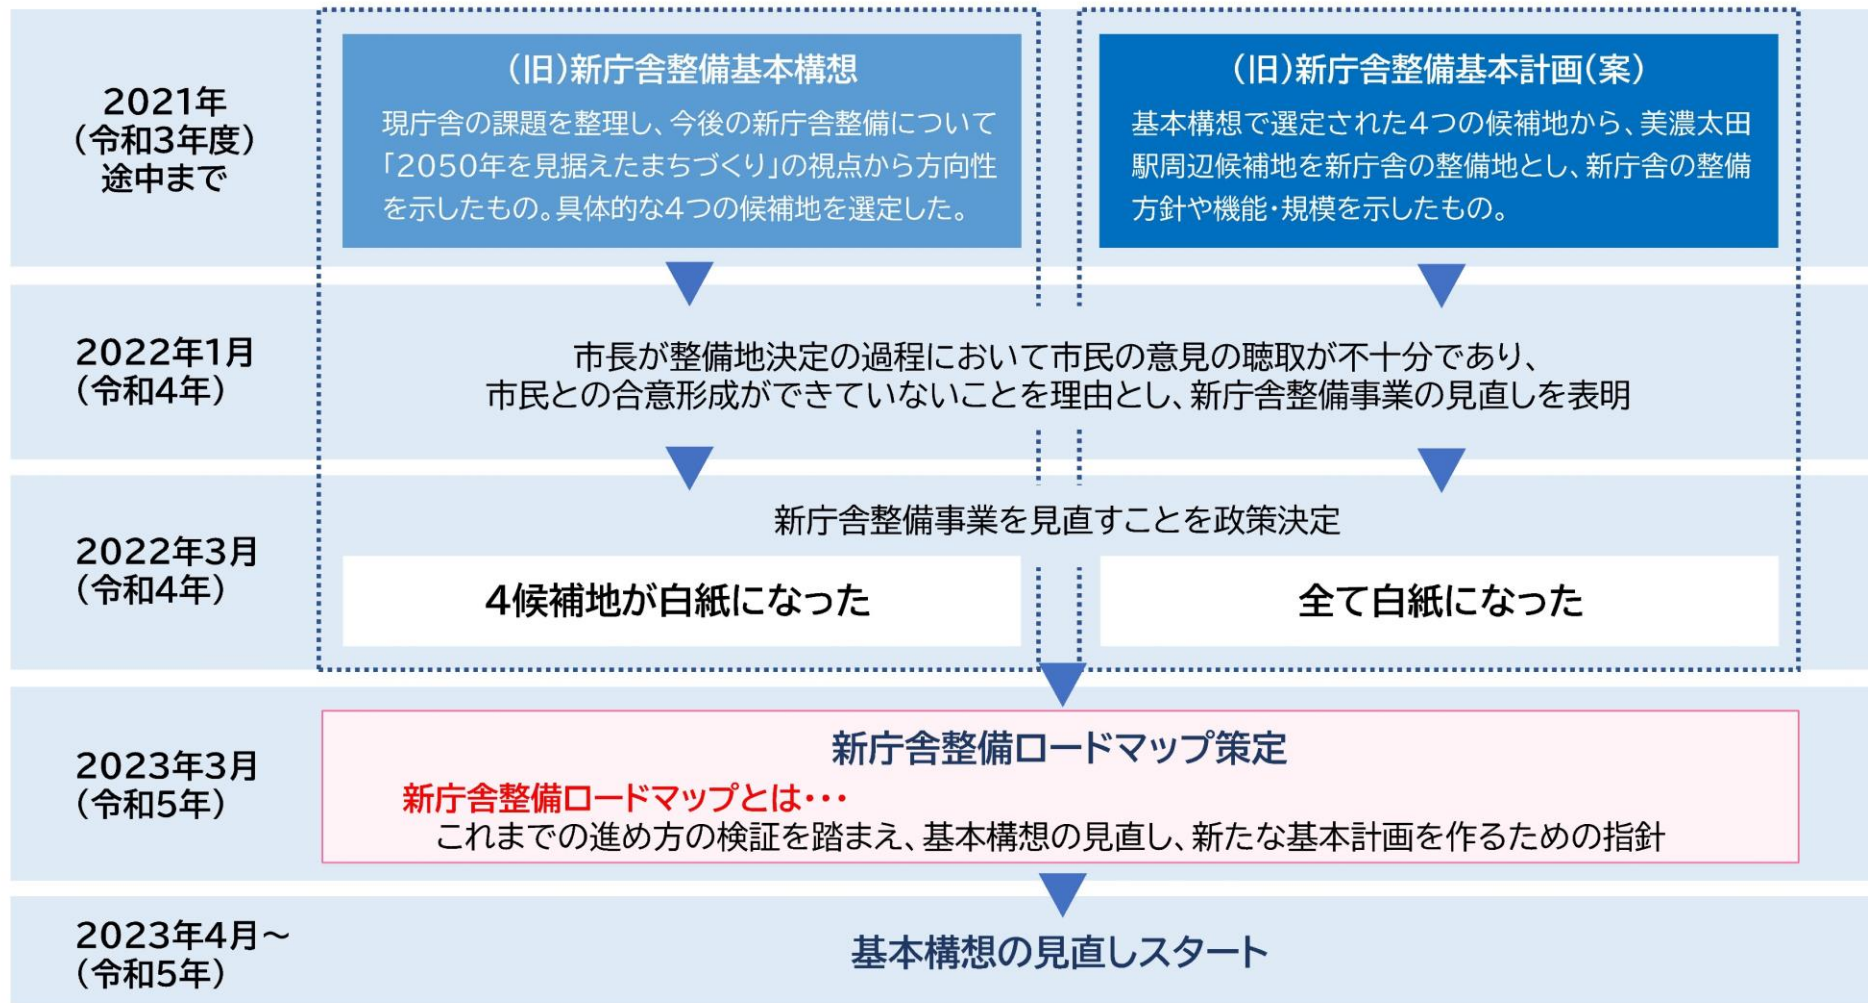 2021年
(令和3年度)
途中まで
(旧)新庁舎整備基本構想
現庁舎の課題を整理し、今後の新庁舎整備について
「2050年を見据えたまちづくり」の視点から方向性
を示したもの。具体的な4つの候補地を選定した。
(旧)新庁舎整備基本計画(案)
基本構想で選定された4つの候補地から、美濃太田
駅周辺候補地を新庁舎の整備地とし、新庁舎の整備
方針や機能・規模を示したもの。
2022年1月
(令和4年)
市長が整備地決定の過程において市民の意見の聴取が不十分であり、
市民との合意形成ができていないことを理由とし、新庁舎整備事業の見直しを表明
2022年3月
(令和4年)
新庁舎整備事業を見直すことを政策決定
4候補地が白紙になった
全て白紙になった
2023年3月
(令和5年)
新庁舎整備ロードマップ策定
新庁舎整備ロードマップとは・・・
これまでの進め方の検証を踏まえ、基本構想の見直し、新たな基本計画を作るための指針
2023年4月~
(令和5年)
基本構想の見直しスタート